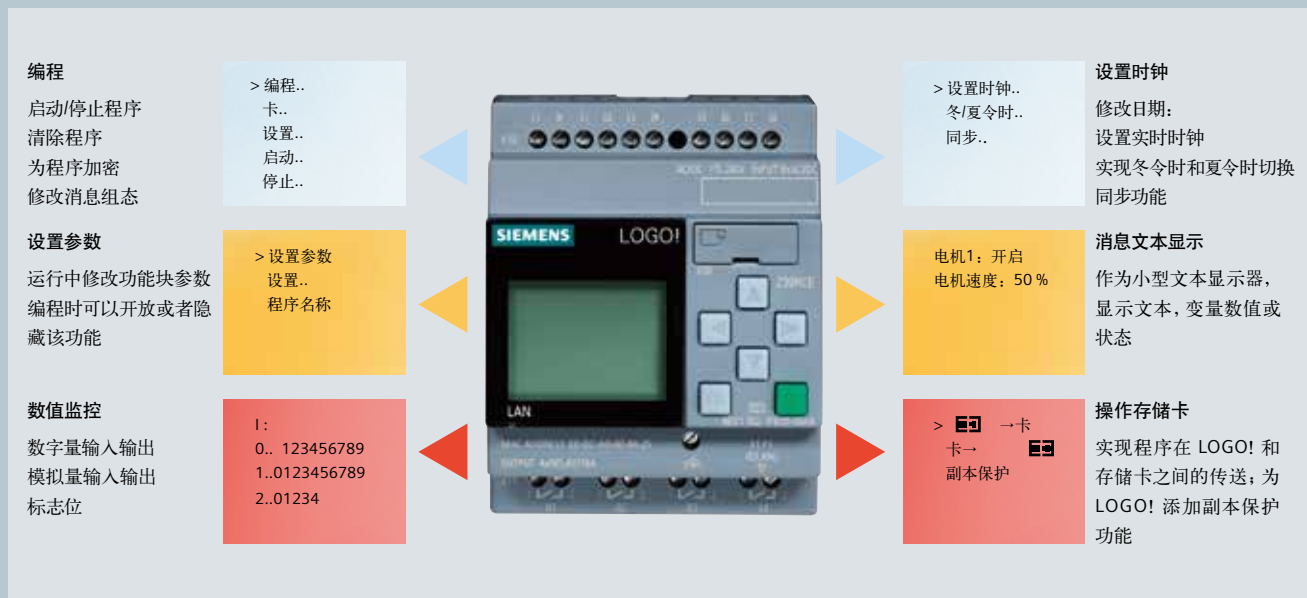 编程
启动/停止程序
清除程序
为程序加密
修改消息组态
> 编程..
卡..
设置..
启动..
停止..
设置参数
运行中修改功能块参数
编程时可以开放或者隐
藏该功能
> 设置参数
设置..
程序名称
数值监控
数字量输入输出
模拟量输入输出
标志位
I :
0.. 123456789
1..0123456789
2..01234
SIEMENS
LOGO!
LAN
> 设置时钟..
冬/夏令时..
同步..
设置时钟
修改日期:
设置实时时钟
实现冬令时和夏令时切换
同步功能
电机1: 开启
电机速度: 50 %
消息文本显示
作为小型文本显示器,
显示文本, 变量数值或
状态
> →卡
卡→
副本保护
操作存储卡
实现程序在 LOGO! 和
存储卡之间的传送; 为
LOGO! 添加副本保护
功能